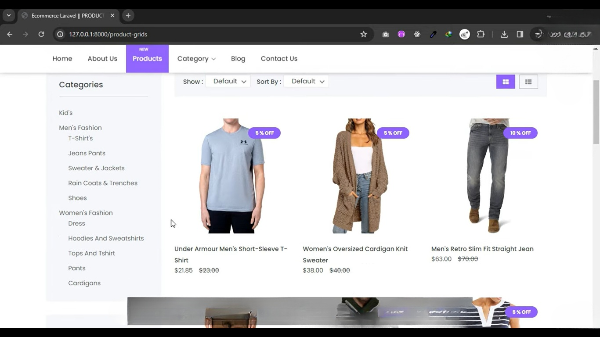 Ecommerce Laravel || PRODUCT
127.0.0.1:8000/product-grids
NEW
Home About Us Products Category Blog Contact Us
Categories
Kid's
Men's Fashion
T-Shirt's
Jeans Pants
Sweater & Jackets
Rain Coats & Trenches
Shoes
Women's Fashion
Dress
Hoodies And Sweatshirts
Tops And Tshirt
Pants
Cardigans
Show : Default Sort By : Default
5 % OFF
5 % OFF
10 % OFF
Under Armour Men's Short-Sleeve T-
Shirt
$21.85 $23.00
Women's Oversized Cardigan Knit
Sweater
$38.00 $40.00
Men's Retro Slim Fit Straight Jean
$63.00 $70.00
% OFF